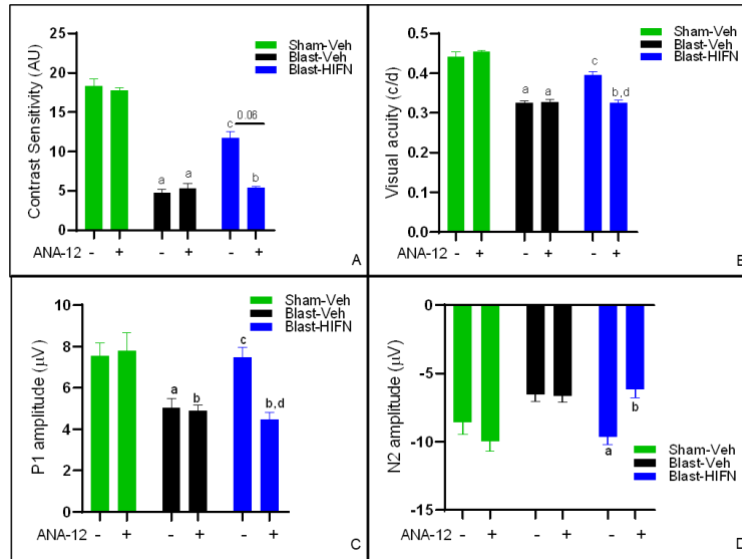 25
20
15
10
5
0
Contrast Sensitivity (AU)
Sham-Veh
Blast-Veh
Blast-HIFN
a
a
c
0.06
b
ANA-12
-
+
-
+
-
+
A
0.5
0.4
0.3
0.2
0.1
0.0
Visual acuity (c/d)
Sham-Veh
Blast-Veh
Blast-HIFN
a
a
c
b,d
-
+
-
+
-
+
B
10
8
6
4
2
0
P1 amplitude (μV)
Sham-Veh
Blast-Veh
Blast-HIFN
a
b
c
b,d
ANA-12
-
+
-
+
-
+
C
0
-5
-10
-15
N2 amplitude (μV)
a
b
Sham-Veh
Blast-Veh
Blast-HIFN
ANA-12
-
+
-
+
-
+
D